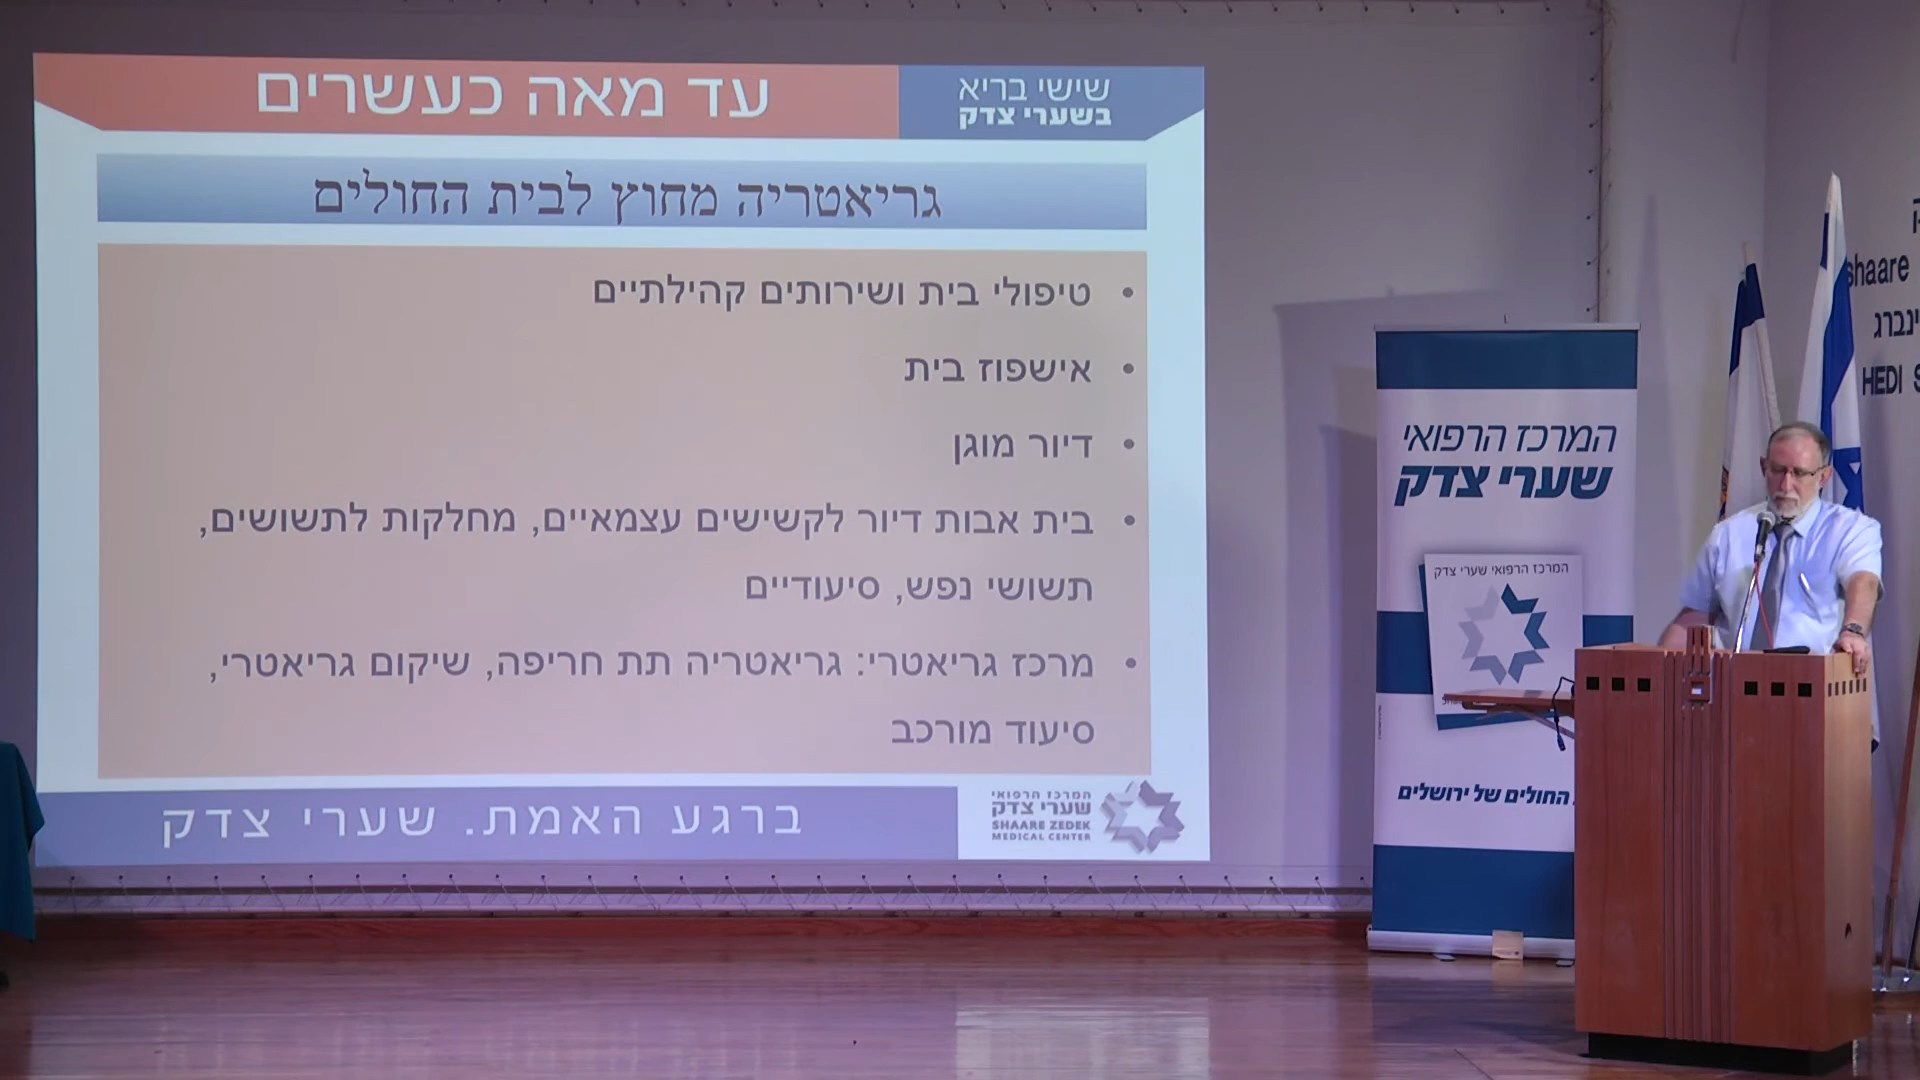 עד מאה כעשרים
שישי בריא
בשערי צדק
גריאטריה מחוץ לבית החולים
• טיפולי בית ושירותים קהילתיים
• אישפוז בית
• דיור מוגן
• בית אבות דיור לקשישים עצמאיים, מחלקות לתשושים,
תשושי נפש, סיעודיים
• מרכז גריאטרי: גריאטריה תת חריפה, שיקום גריאטרי,
סיעוד מורכב
ברגע האמת. שערי צדק
המרכז הרפואי
שערי צדק
SHAARE ZEDEK
MEDICAL CENTER
המרכז הרפואי
שערי צדק
המרכז הרפואי שערי צדק
החולים של ירושלים
shaare
ינברג
HEDI S